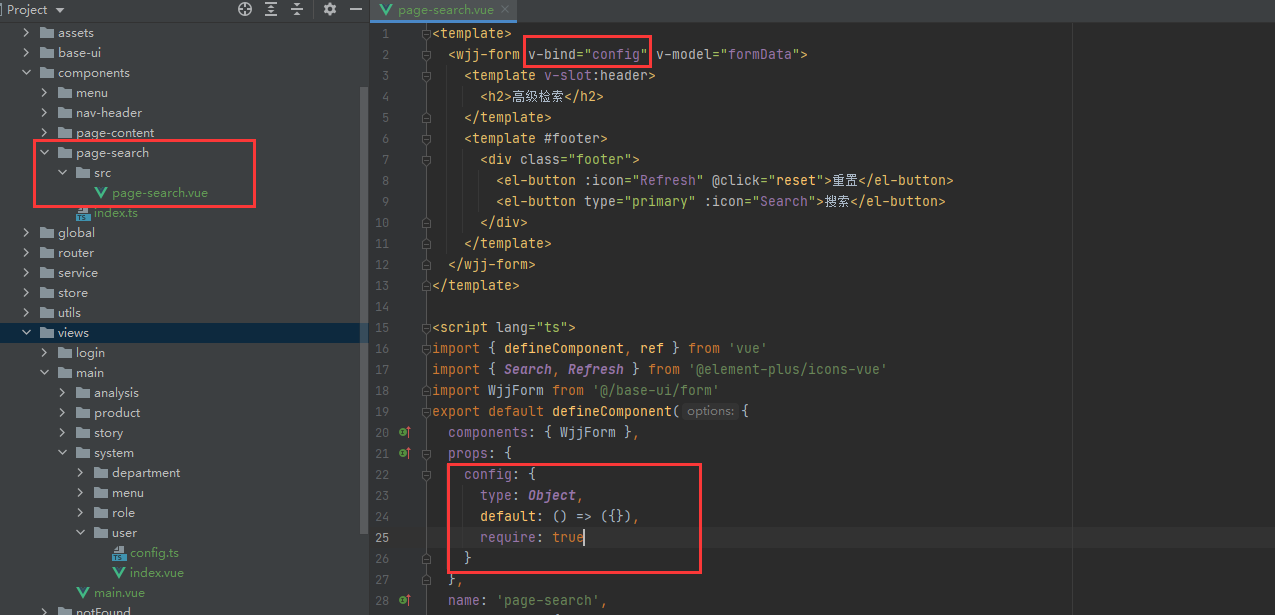 Project
assets
base-ui
components
menu
nav-header
page-content
page-search
src
page-search.vue
index.ts
global
router
service
store
utils
views
login
main
analysis
product
story
system
department
menu
role
user
config.ts
index.vue
main.vue
notFound
page-search.vue
1 <template>
2 <wjj-form v-bind="config" v-model="formData">
3 <template v-slot:header>
4 <h2>高级检索</h2>
5 </template>
6 <template #footer>
7 <div class="footer">
8 <el-button :icon="Refresh" @click="reset">重置</el-button>
9 <el-button type="primary" :icon="Search">搜索</el-button>
10 </div>
11 </template>
12 </wjj-form>
13 </template>
14
15 <script lang="ts">
16 import { defineComponent, ref } from 'vue'
17 import { Search, Refresh } from '@element-plus/icons-vue'
18 import WjjForm from '@/base-ui/form'
19 export default defineComponent( options: {
20 components: { WjjForm },
21 props: {
22 config: {
23 type: Object,
24 default: () => ({}),
25 require: true
26 }
27 },
28 name: 'page-search',